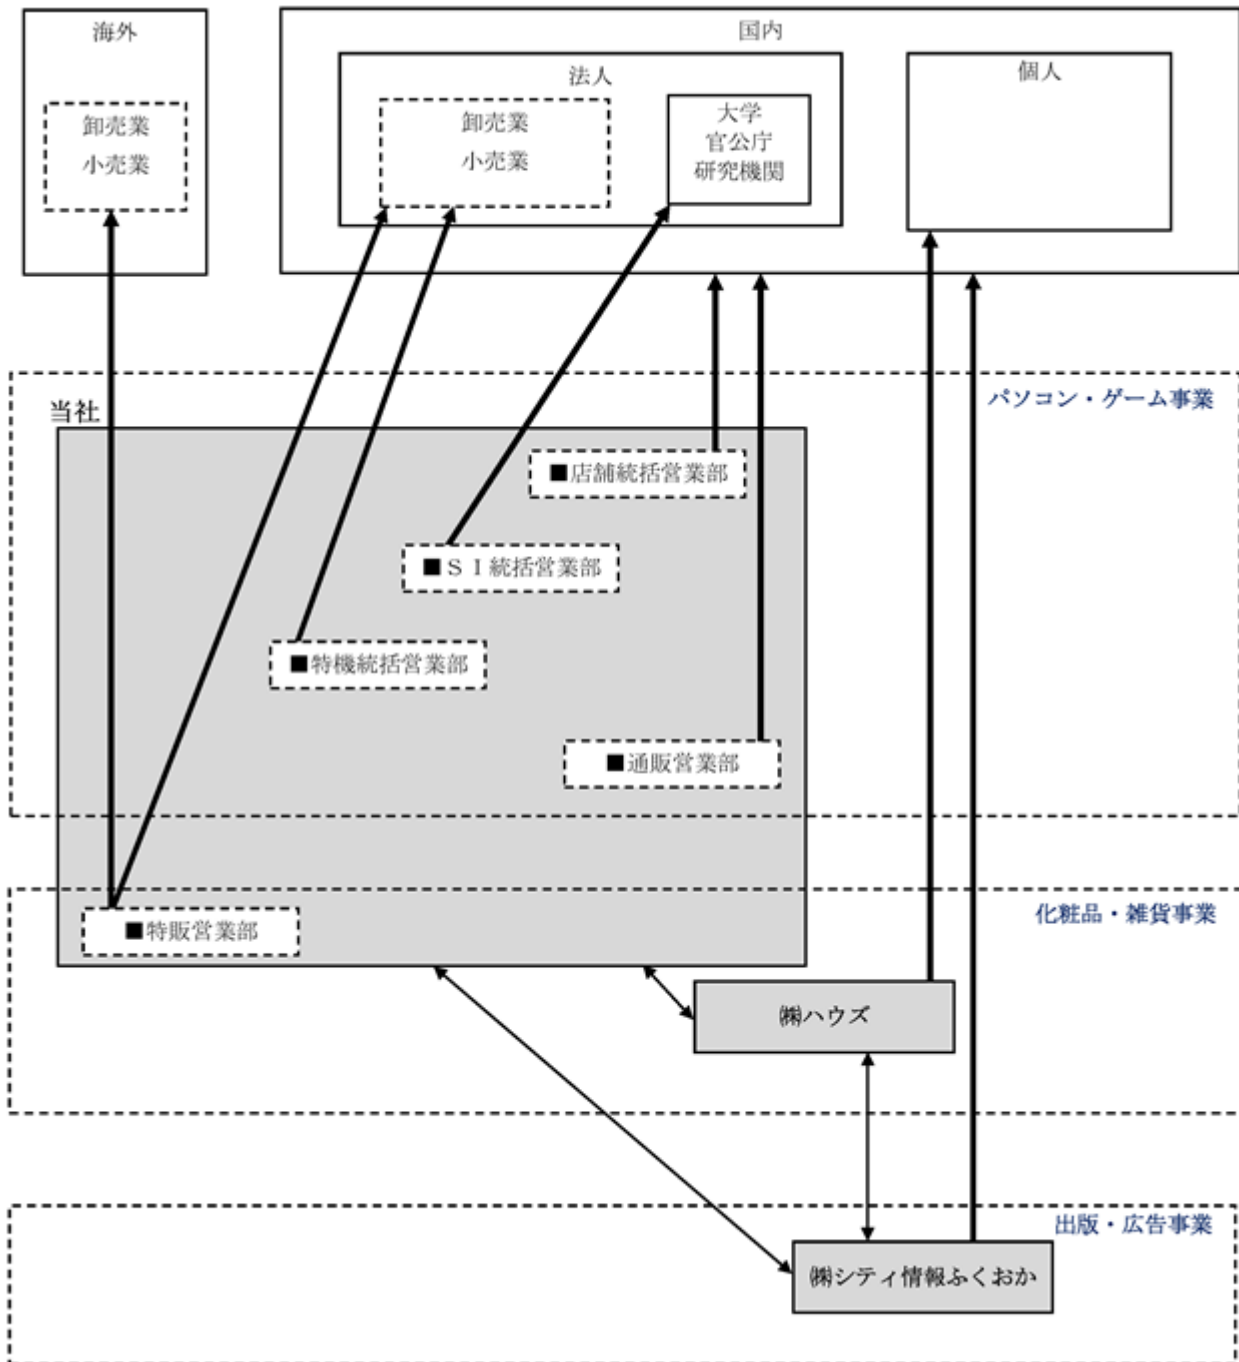 海外
国内
法人
個人
卸売業
小売業
卸売業
小売業
大学
官公庁
研究機関
パソコン・ゲーム事業
当社
■店舗統括営業部
■ＳＩ統括営業部
■特機統括営業部
■通販営業部
化粧品・雑貨事業
■特販営業部
㈱ハウズ
出版・広告事業
㈱シティ情報ふくおか